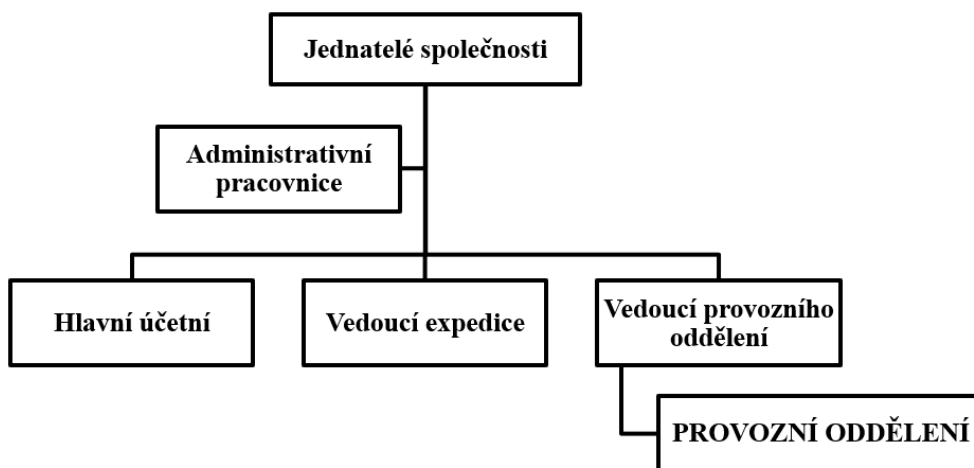 Jednatelé společnosti
Administrativní
pracovnice
Hlavní účetní
Vedoucí expedice
Vedoucí provozního
oddělení
PROVOZNÍ ODDĚLENÍ